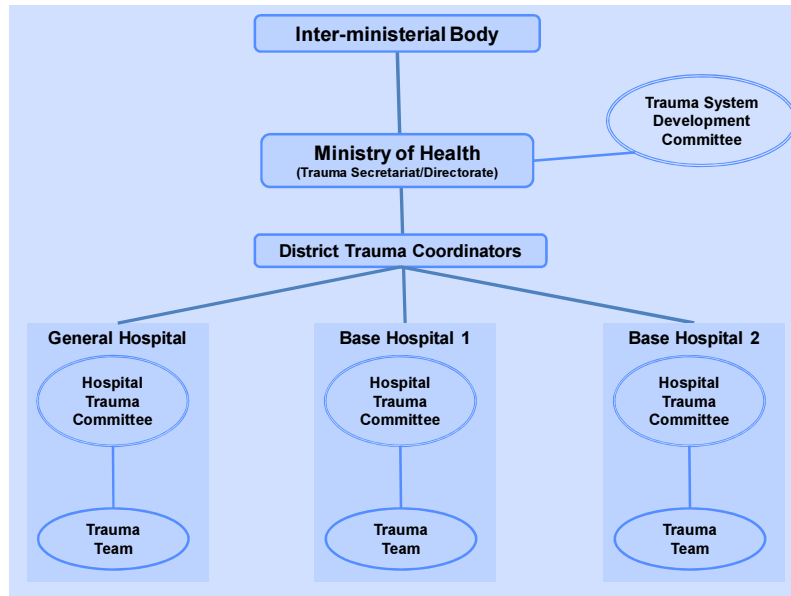 Inter-ministerial Body
Trauma System
Development
Committee
Ministry of Health
(Trauma Secretariat/Directorate)
District Trauma Coordinators
General Hospital
Hospital
Trauma
Committee
Trauma
Team
Base Hospital 1
Hospital
Trauma
Committee
Trauma
Team
Base Hospital 2
Hospital
Trauma
Committee
Trauma
Team